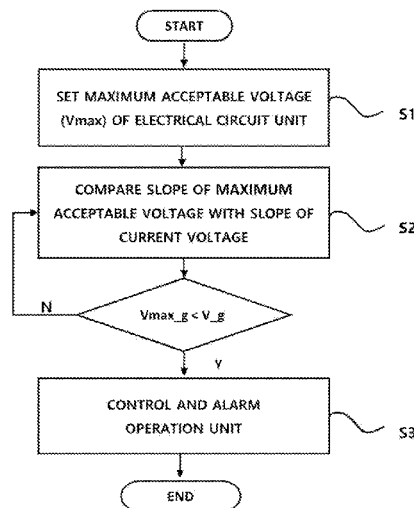 START
SET MAXIMUM ACCEPTABLE VOLTAGE
(Vmax) OF ELECTRICAL CIRCUIT UNIT
S1
COMPARE SLOPE OF MAXIMUM
ACCEPTABLE VOLTAGE WITH SLOPE OF
CURRENT VOLTAGE
S2
N
Vmax_g < V_g
Y
CONTROL AND ALARM
OPERATION UNIT
S3
END